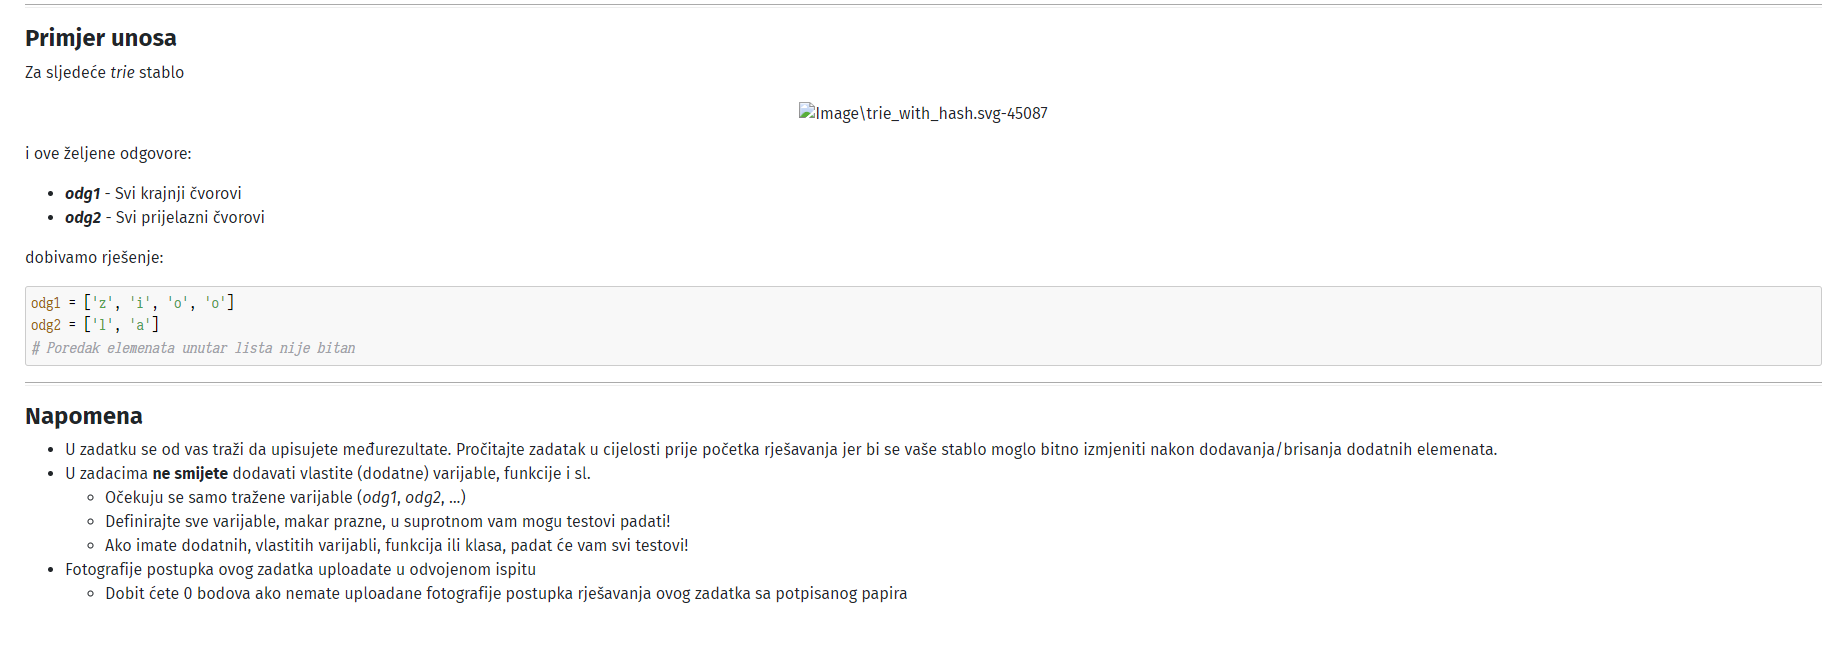 Primjer unosa
Za sljedeće trie stablo
Image\trie_with_hash.svg-45087
i ove željene odgovore:
odg1 - Svi krajnji čvorovi
odg2 - Svi prijelazni čvorovi
dobivamo rješenje:
odg1 = ['z', 'i', 'o', 'o']
odg2 = ['l', 'a']
# Poredak elemenata unutar lista nije bitan
Napomena
U zadatku se od vas traži da upisujete međurezultate. Pročitajte zadatak u cijelosti prije početka rješavanja jer bi se vaše stablo moglo bitno izmjeniti nakon dodavanja/brisanja dodatnih elemenata.
U zadacima ne smijete dodavati vlastite (dodatne) varijable, funkcije i sl.
Očekuju se samo tražene varijable (odg1, odg2, ...)
Definirajte sve varijable, makar prazne, u suprotnom vam mogu testovi padati!
Ako imate dodatnih, vlastitih varijabli, funkcija ili klasa, padat će vam svi testovi!
Fotografije postupka ovog zadatka uploadate u odvojenom ispitu
Dobit ćete 0 bodova ako nemate uploadane fotografije postupka rješavanja ovog zadatka sa potpisanog papira